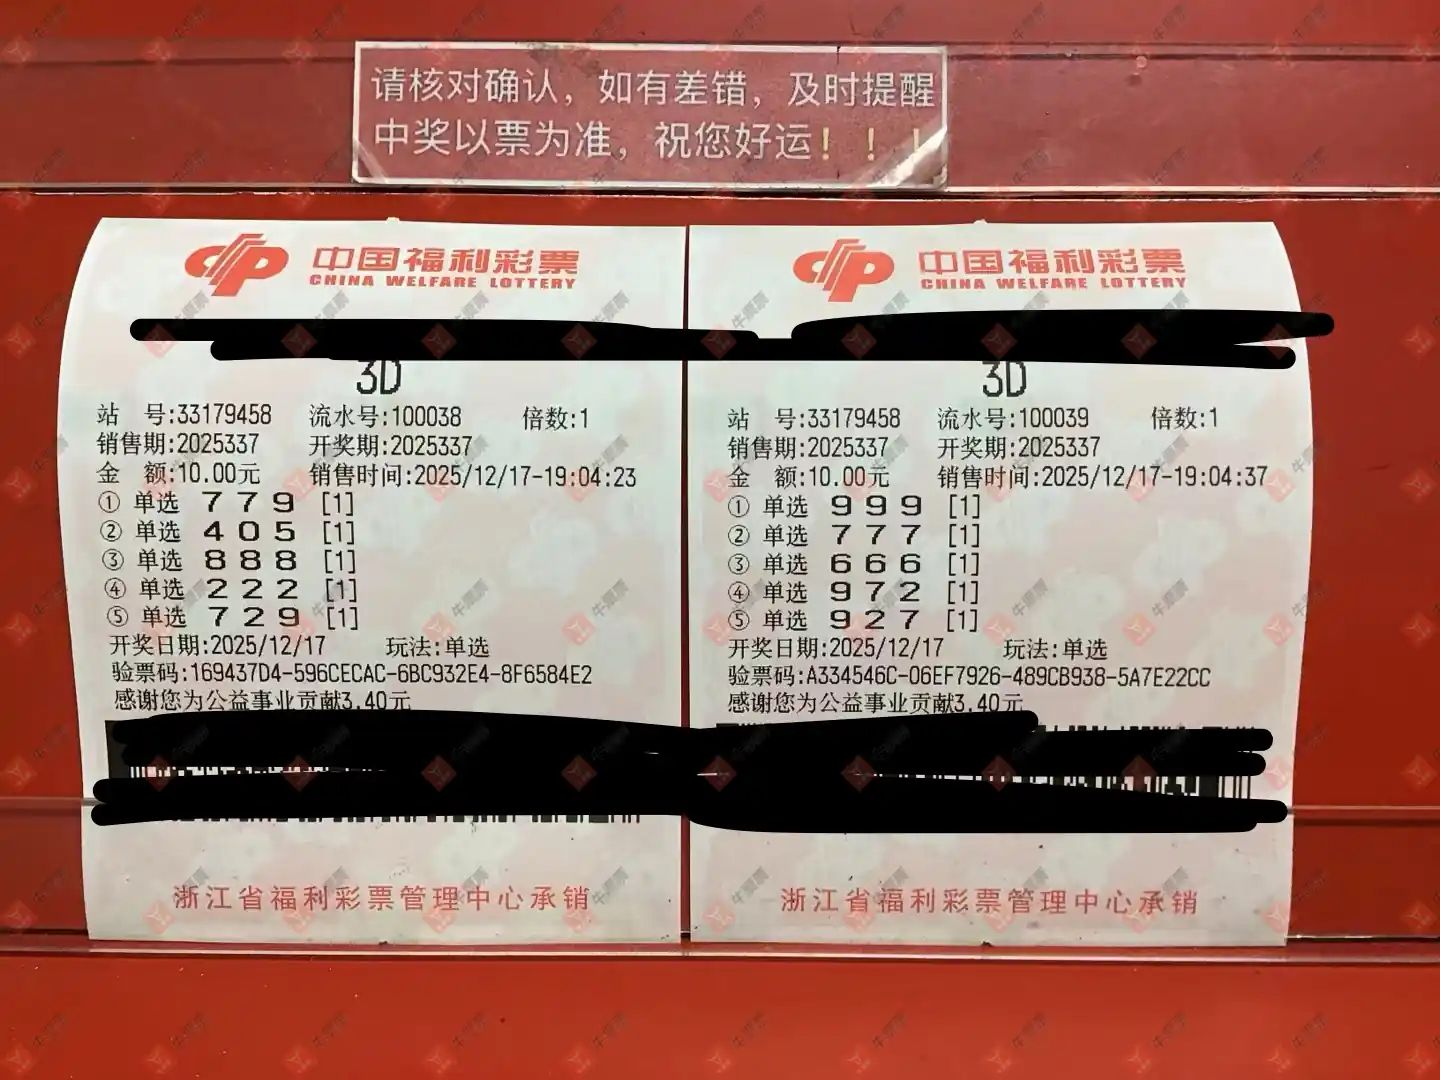 请核对确认，如有差错，及时提醒
中奖以票为准，祝您好运！！！
中国福利彩票
CHINA WELFARE LOTTERY
3D
站 号:33179458 流水号:100038 倍数:1
销售期:2025337 开奖期:2025337
金 额:10.00元 销售时间:2025/12/17-19:04:23
① 单选 7 7 9 [1]
② 单选 4 0 5 [1]
③ 单选 8 8 8 [1]
④ 单选 2 2 2 [1]
⑤ 单选 7 2 9 [1]
开奖日期:2025/12/17 玩法:单选
验票码:169437D4-596CECAC-6BC932E4-8F6584E2
感谢您为公益事业贡献3.40元
浙江省福利彩票管理中心承销
中国福利彩票
CHINA WELFARE LOTTERY
3D
站 号:33179458 流水号:100039 倍数:1
销售期:2025337 开奖期:2025337
金 额:10.00元 销售时间:2025/12/17-19:04:37
① 单选 9 9 9 [1]
② 单选 7 7 7 [1]
③ 单选 6 6 6 [1]
④ 单选 9 7 2 [1]
⑤ 单选 9 2 7 [1]
开奖日期:2025/12/17 玩法:单选
验票码:A334546C-06EF7926-489CB938-5A7E22CC
感谢您为公益事业贡献3.40元
浙江省福利彩票管理中心承销